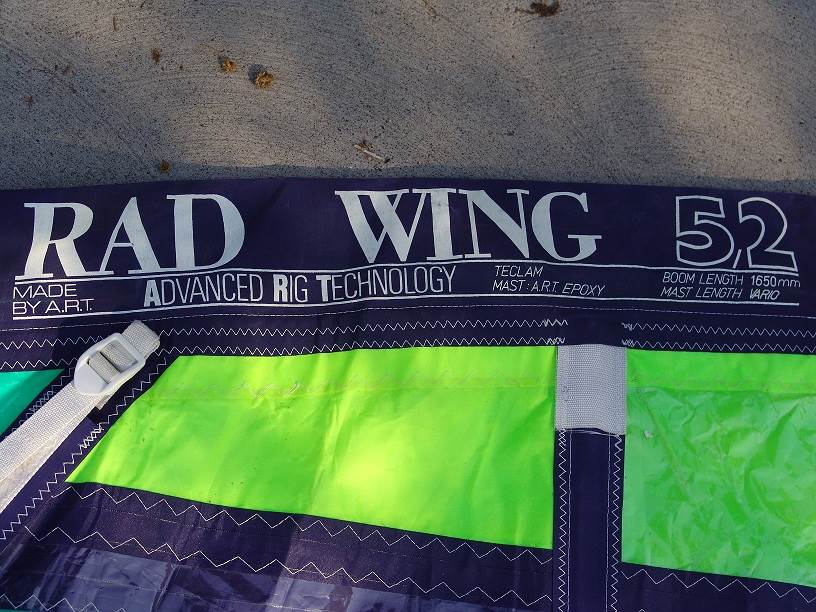 RAD WING 5,2
MADE BY A.R.T.
ADVANCED RIG TECHNOLOGY
TECLAM
MAST: A.R.T. EPOXY
BOOM LENGTH 1650mm
MAST LENGTH VARIO